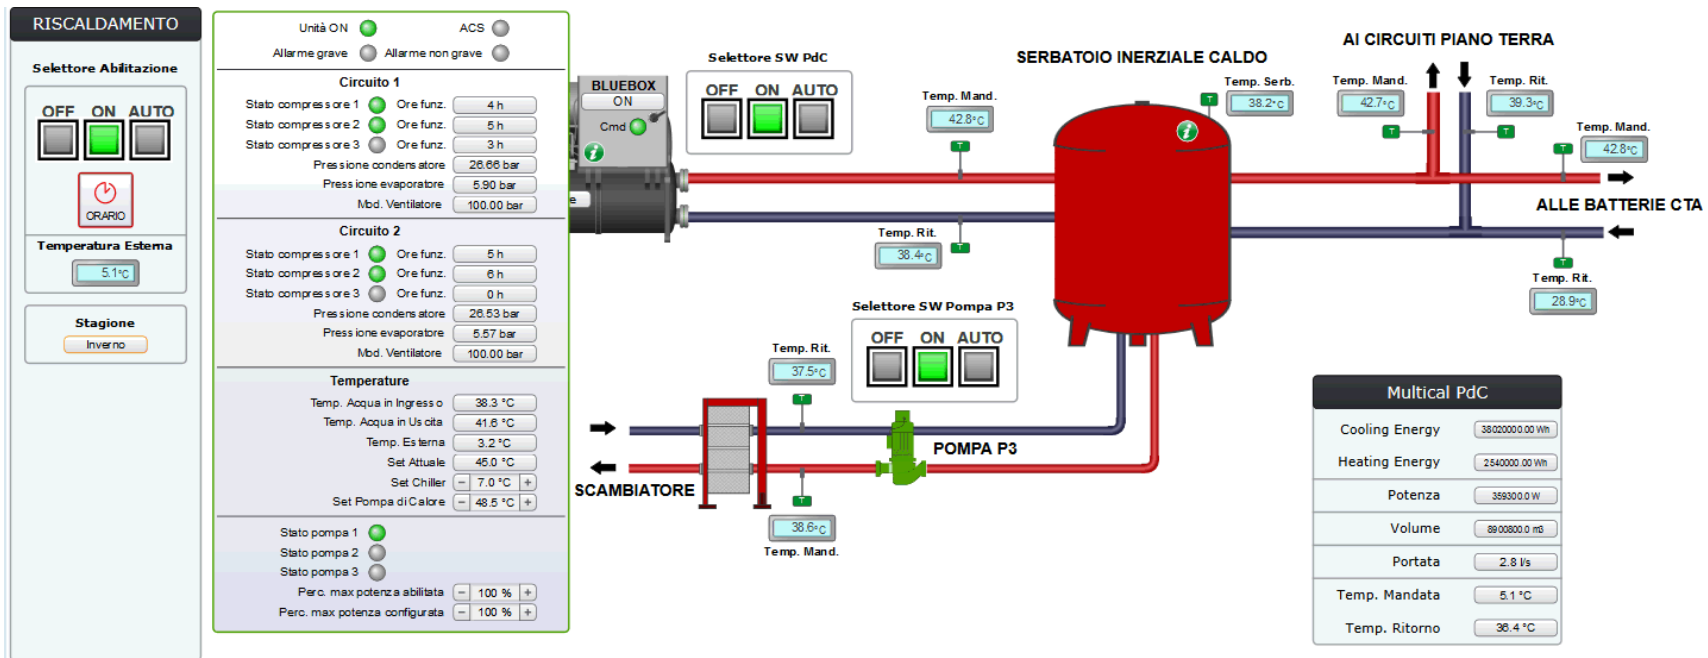 RISCALDAMENTO
Selettore Abilitazione
OFF ON AUTO
ORARIO
Temperatura Esterna
5.1°C
Stagione
Inverno
Unità ON ACS
Allarme grave Allarme non grave
Circuito 1
Stato compressore 1 Ore funz. 4 h
Stato compressore 2 Ore funz. 5 h
Stato compressore 3 Ore funz. 3 h
Pressione condensatore 26.66 bar
Pressione evaporatore 5.90 bar
Mod. Ventilatore 100.00 bar
Circuito 2
Stato compressore 1 Ore funz. 5 h
Stato compressore 2 Ore funz. 6 h
Stato compressore 3 Ore funz. 0 h
Pressione condensatore 26.53 bar
Pressione evaporatore 5.57 bar
Mod. Ventilatore 100.00 bar
Temperature
Temp. Acqua in Ingresso 38.3 °C
Temp. Acqua in Uscita 41.6 °C
Temp. Esterna 3.2 °C
Set Attuale 45.0 °C
Set Chiller − 7.0 °C +
Set Pompa di Calore − 48.5 °C +
Stato pompa 1
Stato pompa 2
Stato pompa 3
Perc. max potenza abilitata − 100 % +
Perc. max potenza configurata − 100 % +
BLUEBOX
ON
Cmd
e
Selettore SW PdC
OFF ON AUTO
Temp. Mand.
42.8°C
T
Temp. Rit.
38.4°C
T
SERBATOIO INERZIALE CALDO
Temp. Serb.
38.2°C
T
AI CIRCUITI PIANO TERRA
Temp. Mand.
42.7°C
T
Temp. Rit.
39.3°C
T
Temp. Mand.
42.8°C
T
ALLE BATTERIE CTA
T
Temp. Rit.
28.9°C
Selettore SW Pompa P3
OFF ON AUTO
Temp. Rit.
37.5°C
T
POMPA P3
SCAMBIATORE
T
38.6°C
Temp. Mand.
Multical PdC
Cooling Energy 38020000.00 Wh
Heating Energy 2540000.00 Wh
Potenza 359300.0 W
Volume 8900800.0 m3
Portata 2.8 l/s
Temp. Mandata 5.1 °C
Temp. Ritorno 36.4 °C